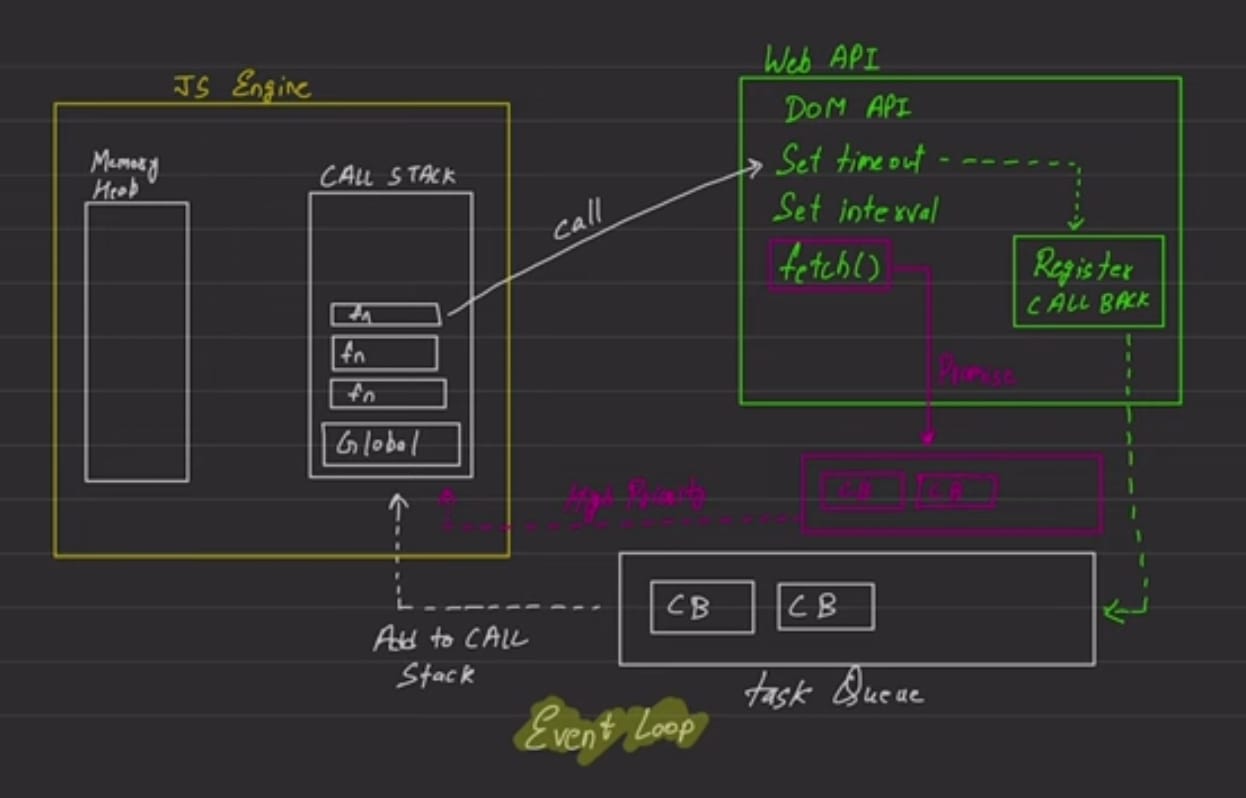 JS Engine
Memory
Heap
CALL STACK
fn
fn
fn
Global
call
Web API
DOM API
Set timeout
Set interval
fetch()
Register
CALL BACK
Promise
CB CB
High Priority
CB CB
Add to CALL
Stack
task Queue
Event Loop